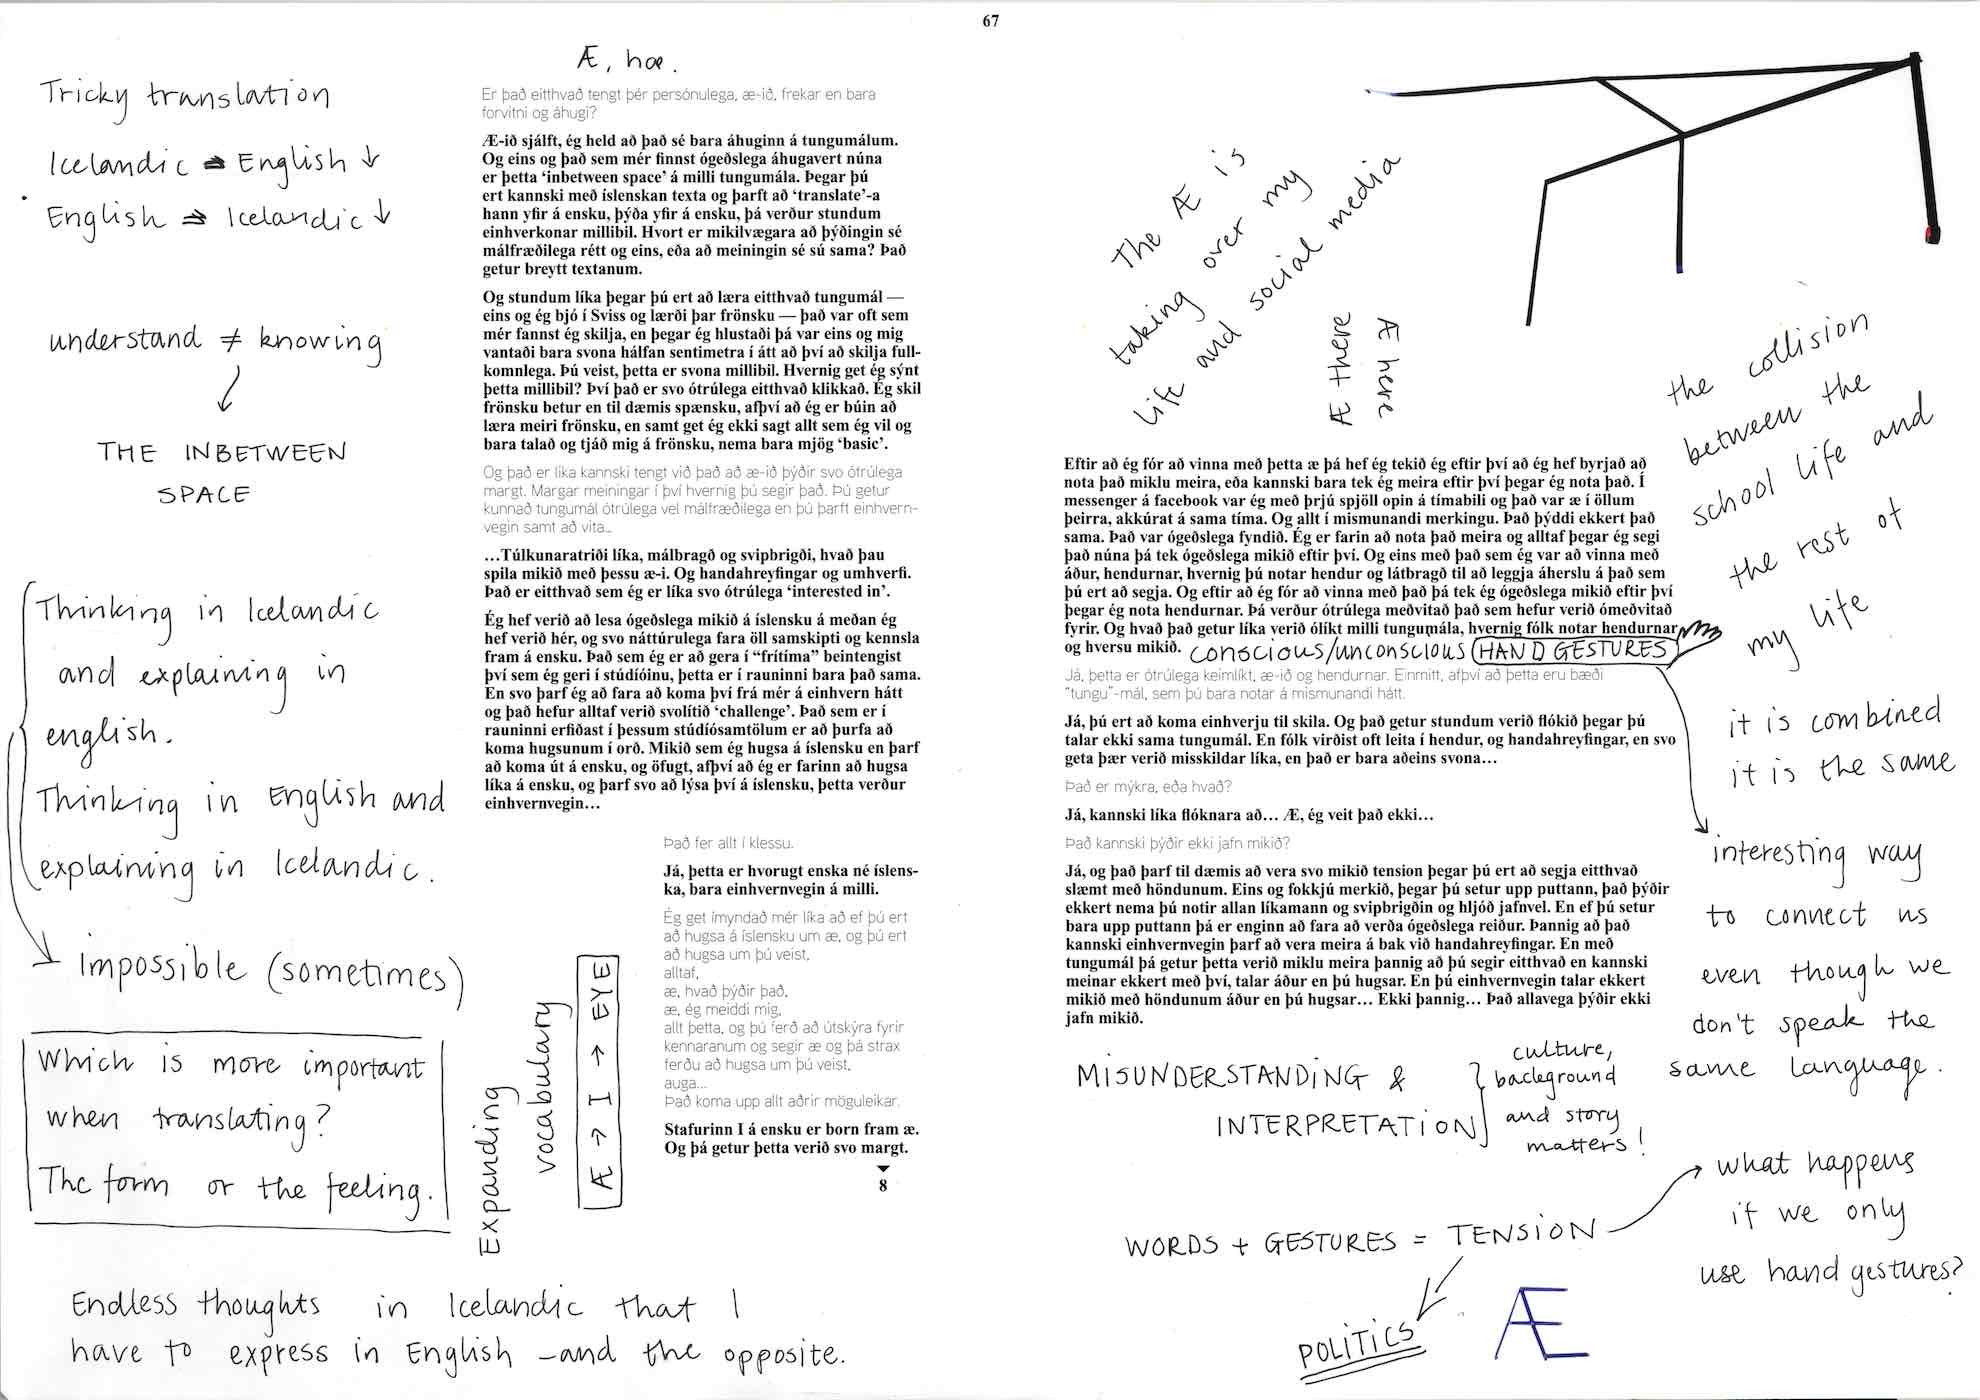 67
Æ, hæ.
Tricky translation
Icelandic ⇒ English ↓
English ⇒ Icelandic ↓
understand ≠ knowing
↓
THE INBETWEEN
SPACE
Thinking in Icelandic
and explaining in
english.
Thinking in English and
explaining in Icelandic.
impossible (sometimes)
Which is more important
when translating?
The form or the feeling.
Endless thoughts in Icelandic that I
have to express in English – and the opposite.
Er það eitthvað tengt þér persónulega, æ-ið, frekar en bara
forvitni og áhugi?
Æ-ið sjálft, ég held að það sé bara áhuginn á tungumálum.
Og eins og það sem mér finnst ógeðslega áhugavert núna
er þetta ‘inbetween space’ á milli tungumála. Þegar þú
ert kannski með íslenskan texta og þarft að ‘translate’-a
hann yfir á ensku, þýða yfir á ensku, þá verður stundum
einhverkonar millibil. Hvort er mikilvægara að þýðingin sé
málfræðilega rétt og eins, eða að meiningin sé sú sama? Það
getur breytt textanum.
Og stundum líka þegar þú ert að læra eitthvað tungumál —
eins og ég bjó í Sviss og lærði þar frönsku — það var oft sem
mér fannst ég skilja, en þegar ég hlustaði þá var eins og mig
vantaði bara svona hálfan sentimetra í átt að því að skilja full-
komnlega. Þú veist, þetta er svona millibil. Hvernig get ég sýnt
þetta millibil? Því það er svo ótrúlega eitthvað klikkað. Ég skil
frönsku betur en til dæmis spænsku, afþví að ég er búin að
læra meiri frönsku, en samt get ég ekki sagt allt sem ég vil og
bara talað og tjáð mig á frönsku, nema bara mjög ‘basic’.
Og það er líka kannski tengt við það að æ-ið þýðir svo ótrúlega
margt. Margar meiningar í því hvernig þú segir það. Þú getur
kunnað tungumál ótrúlega vel málfræðilega en þú þarft einhvern-
vegin samt að vita...
…Túlkunaratriði líka, málbragð og svipbrigði, hvað þau
spila mikið með þessu æ-i. Og handahreyfingar og umhverfi.
Það er eitthvað sem ég er líka svo ótrúlega ‘interested in’.
Ég hef verið að lesa ógeðslega mikið á íslensku á meðan ég
hef verið hér, og svo náttúrulega fara öll samskipti og kennsla
fram á ensku. Það sem ég er að gera í “frítíma” beintengist
því sem ég geri í stúdíóinu, þetta er í rauninni bara það sama.
En svo þarf ég að fara að koma því frá mér á einhvern hátt
og það hefur alltaf verið svolítið ‘challenge’. Það sem er í
rauninni erfiðast í þessum stúdíósamtölum er að þurfa að
koma hugsunum í orð. Mikið sem ég hugsa á íslensku en þarf
að koma út á ensku, og öfugt, afþví að ég er farinn að hugsa
líka á ensku, og þarf svo að lýsa því á íslensku, þetta verður
einhvernvegin…
Það fer allt í klessu.
Já, þetta er hvorugt enska né íslens-
ka, bara einhvernvegin á milli.
Ég get ímyndað mér líka að ef þú ert
að hugsa á íslensku um æ, og þú ert
að hugsa um þú veist,
alltaf,
æ, hvað þýðir það,
æ, ég meiddi mig,
allt þetta, og þú ferð að útskýra fyrir
kennaranum og segir æ og þá strax
ferðu að hugsa um þú veist,
auga...
Það koma upp allt aðrir möguleikar.
Stafurinn I á ensku er born fram æ.
Og þá getur þetta verið svo margt.
8
Expanding
vocabulary
Æ → I → EYE
The Æ is
taking over my
life and social media
Æ there
Æ here
the collision
between the
school life and
the rest of
my life
it is combined
it is the same
Eftir að ég fór að vinna með þetta æ þá hef ég tekið ég eftir því að ég hef byrjað að
nota það miklu meira, eða kannski bara tek ég meira eftir því þegar ég nota það. Í
messenger á facebook var ég með þrjú spjöll opin á tímabili og það var æ í öllum
þeirra, akkúrat á sama tíma. Og allt í mismunandi merkingu. Það þýddi ekkert það
sama. Það var ógeðslega fyndið. Ég er farin að nota það meira og alltaf þegar ég segi
það núna þá tek ógeðslega mikið eftir því. Og eins með það sem ég var að vinna með
áður, hendurnar, hvernig þú notar hendur og látbragð til að leggja áherslu á það sem
þú ert að segja. Og eftir að ég fór að vinna með það þá tek ég ógeðslega mikið eftir því
þegar ég nota hendurnar. Þá verður ótrúlega meðvitað það sem hefur verið ómeðvitað
fyrir. Og hvað það getur líka verið ólíkt milli tungumála, hvernig fólk notar hendurnar
og hversu mikið.
conscious/unconscious HAND GESTURES
Já, þetta er ótrúlega keimlíkt, æ-ið og hendurnar. Einmitt, afþví að þetta eru bæði
“tungu”-mál, sem þú bara notar á mismunandi hátt.
Já, þú ert að koma einhverju til skila. Og það getur stundum verið flókið þegar þú
talar ekki sama tungumál. En fólk virðist oft leita í hendur, og handahreyfingar, en svo
geta þær verið misskildar líka, en það er bara aðeins svona…
Það er mýkra, eða hvað?
Já, kannski líka flóknara að… Æ, ég veit það ekki…
Það kannski þýðir ekki jafn mikið?
Já, og það þarf til dæmis að vera svo mikið tension þegar þú ert að segja eitthvað
slæmt með höndunum. Eins og fokkjú merkið, þegar þú setur upp puttann, það þýðir
ekkert nema þú notir allan líkamann og svipbrigðin og hljóð jafnvel. En ef þú setur
bara upp puttann þá er enginn að fara að verða ógeðslega reiður. Þannig að það
kannski einhvernvegin þarf að vera meira á bak við handahreyfingar. En með
tungumál þá getur þetta verið miklu meira þannig að þú segir eitthvað en kannski
meinar ekkert með því, talar áður en þú hugsar. En þú einhvernvegin talar ekkert
mikið með höndunum áður en þú hugsar… Ekki þannig… Það allavega þýðir ekki
jafn mikið.
interesting way
to connect us
even though we
don't speak the
same language.
MISUNDERSTANDING &
INTERPRETATION
culture,
background
and story
matters!
WORDS + GESTURES = TENSION
POLITICS
what happens
if we only
use hand gestures?
Æ